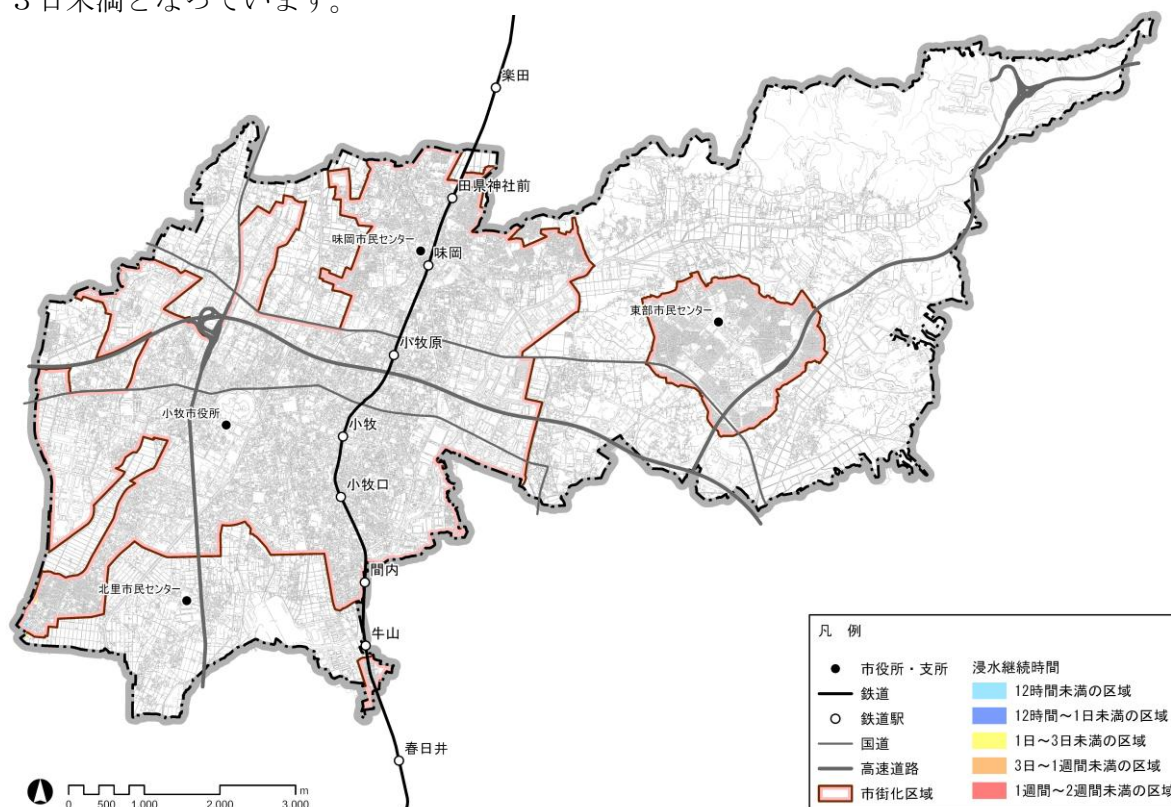 ３日未満となっています。
楽田
田県神社前
味岡市民センター
味岡
東部市民センター
小牧原
小牧市役所
小牧
小牧口
間内
北里市民センター
牛山
春日井
凡 例
市役所・支所
鉄道
鉄道駅
国道
高速道路
市街化区域
浸水継続時間
12時間未満の区域
12時間～1日未満の区域
1日～3日未満の区域
3日～1週間未満の区域
1週間～2週間未満の区域
0 500 1,000 2,000 3,000 m